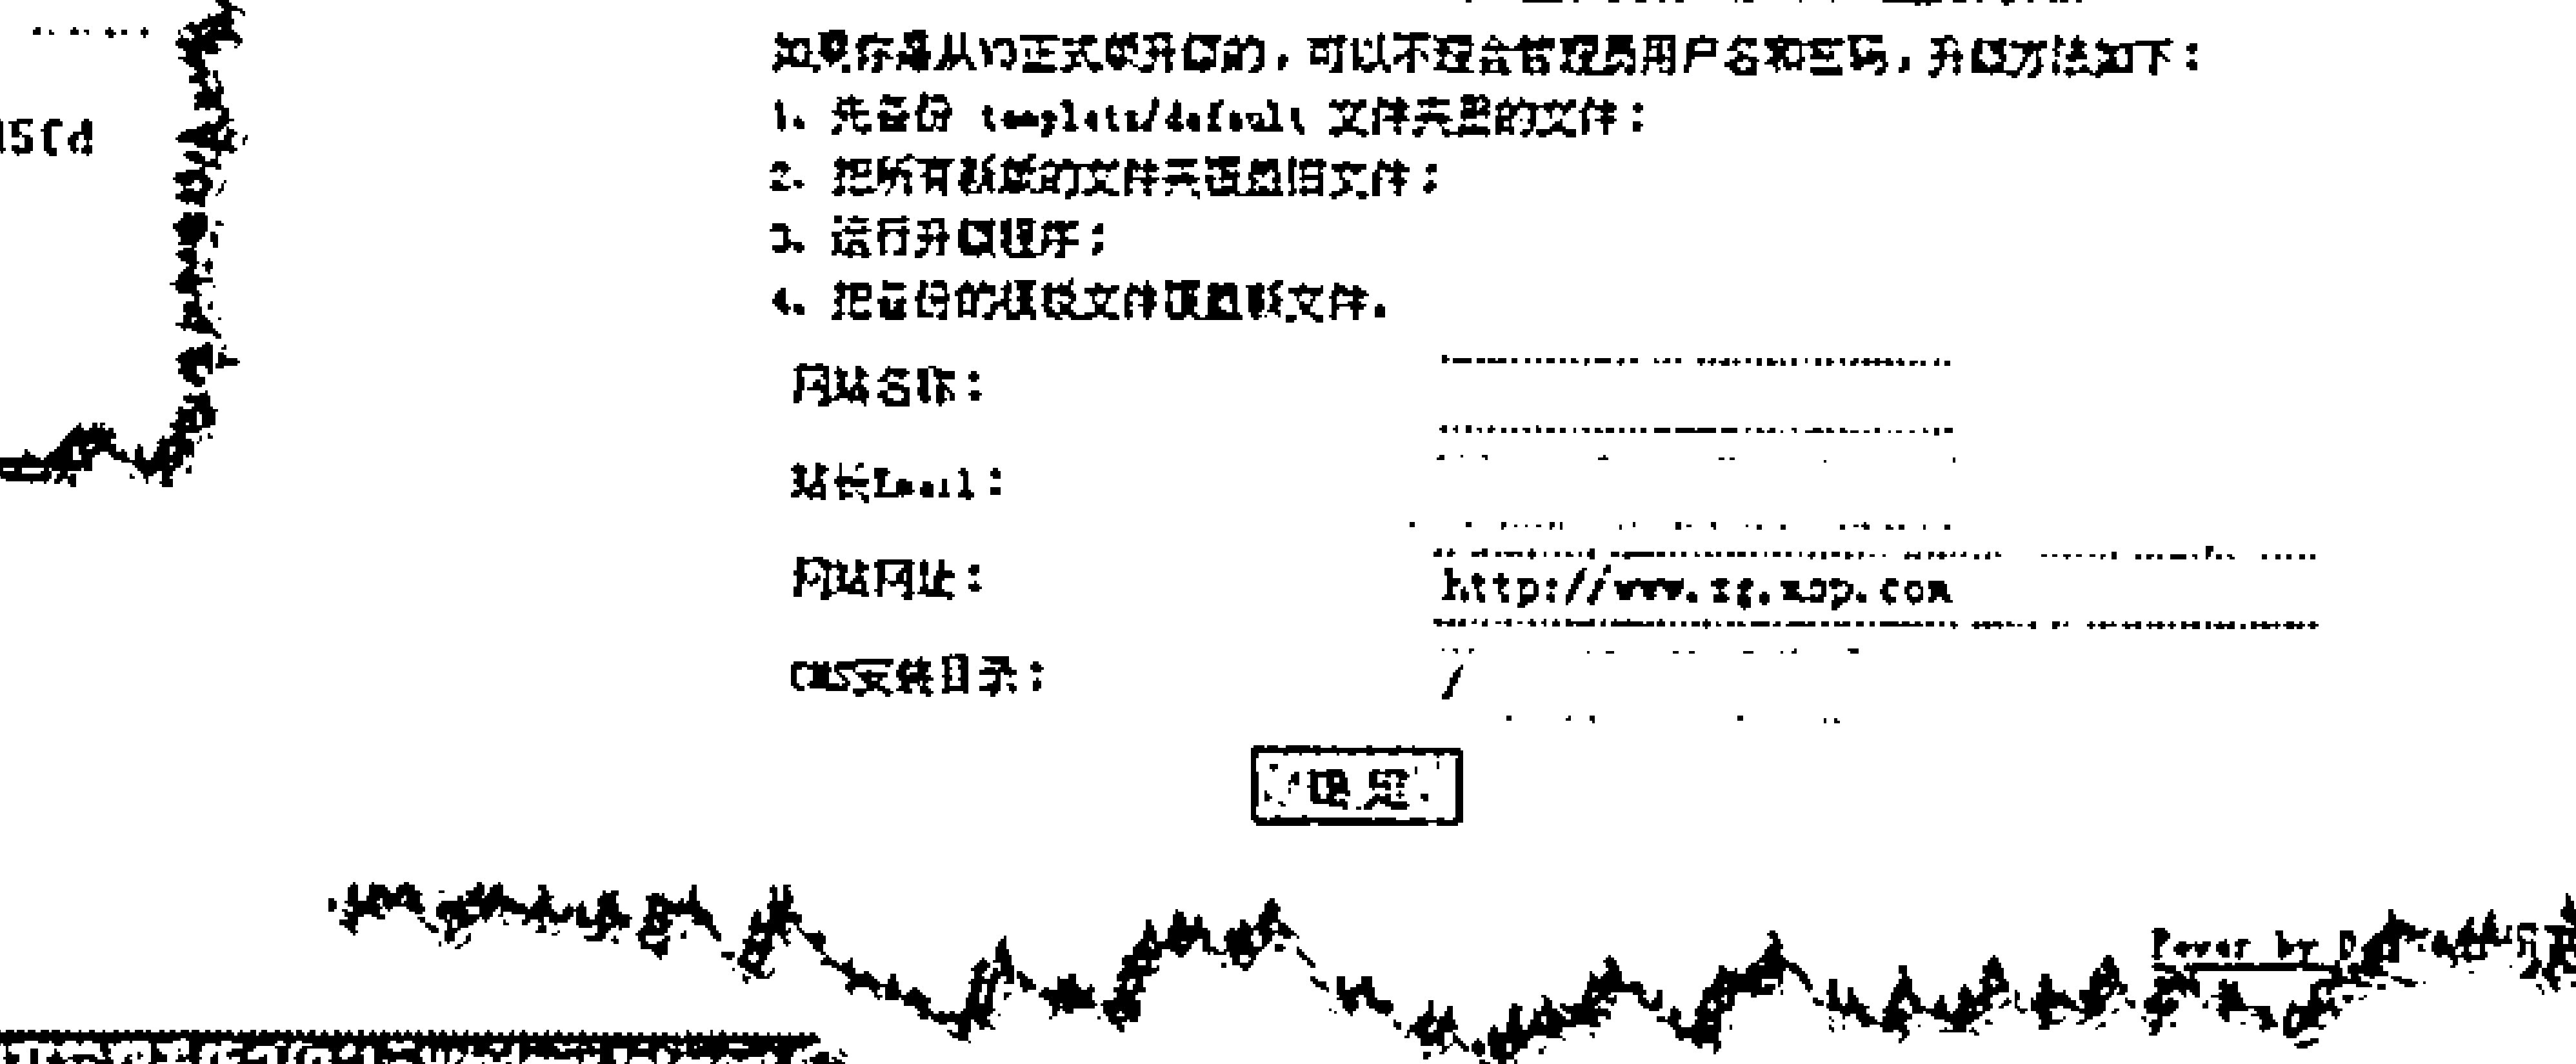 如果你是从V3正式版升级的，可以不理会管理员用户名和密码，升级方法如下：
1. 先备份 templets/default 文件夹里的文件；
2. 把所有新版的文件夹覆盖旧文件；
3. 运行升级程序；
4. 把备份的模板文件覆盖新文件.
网站名称：
站长Email：
网站网址：
http://www.
CMS安装目录：
/
确 定
Power by